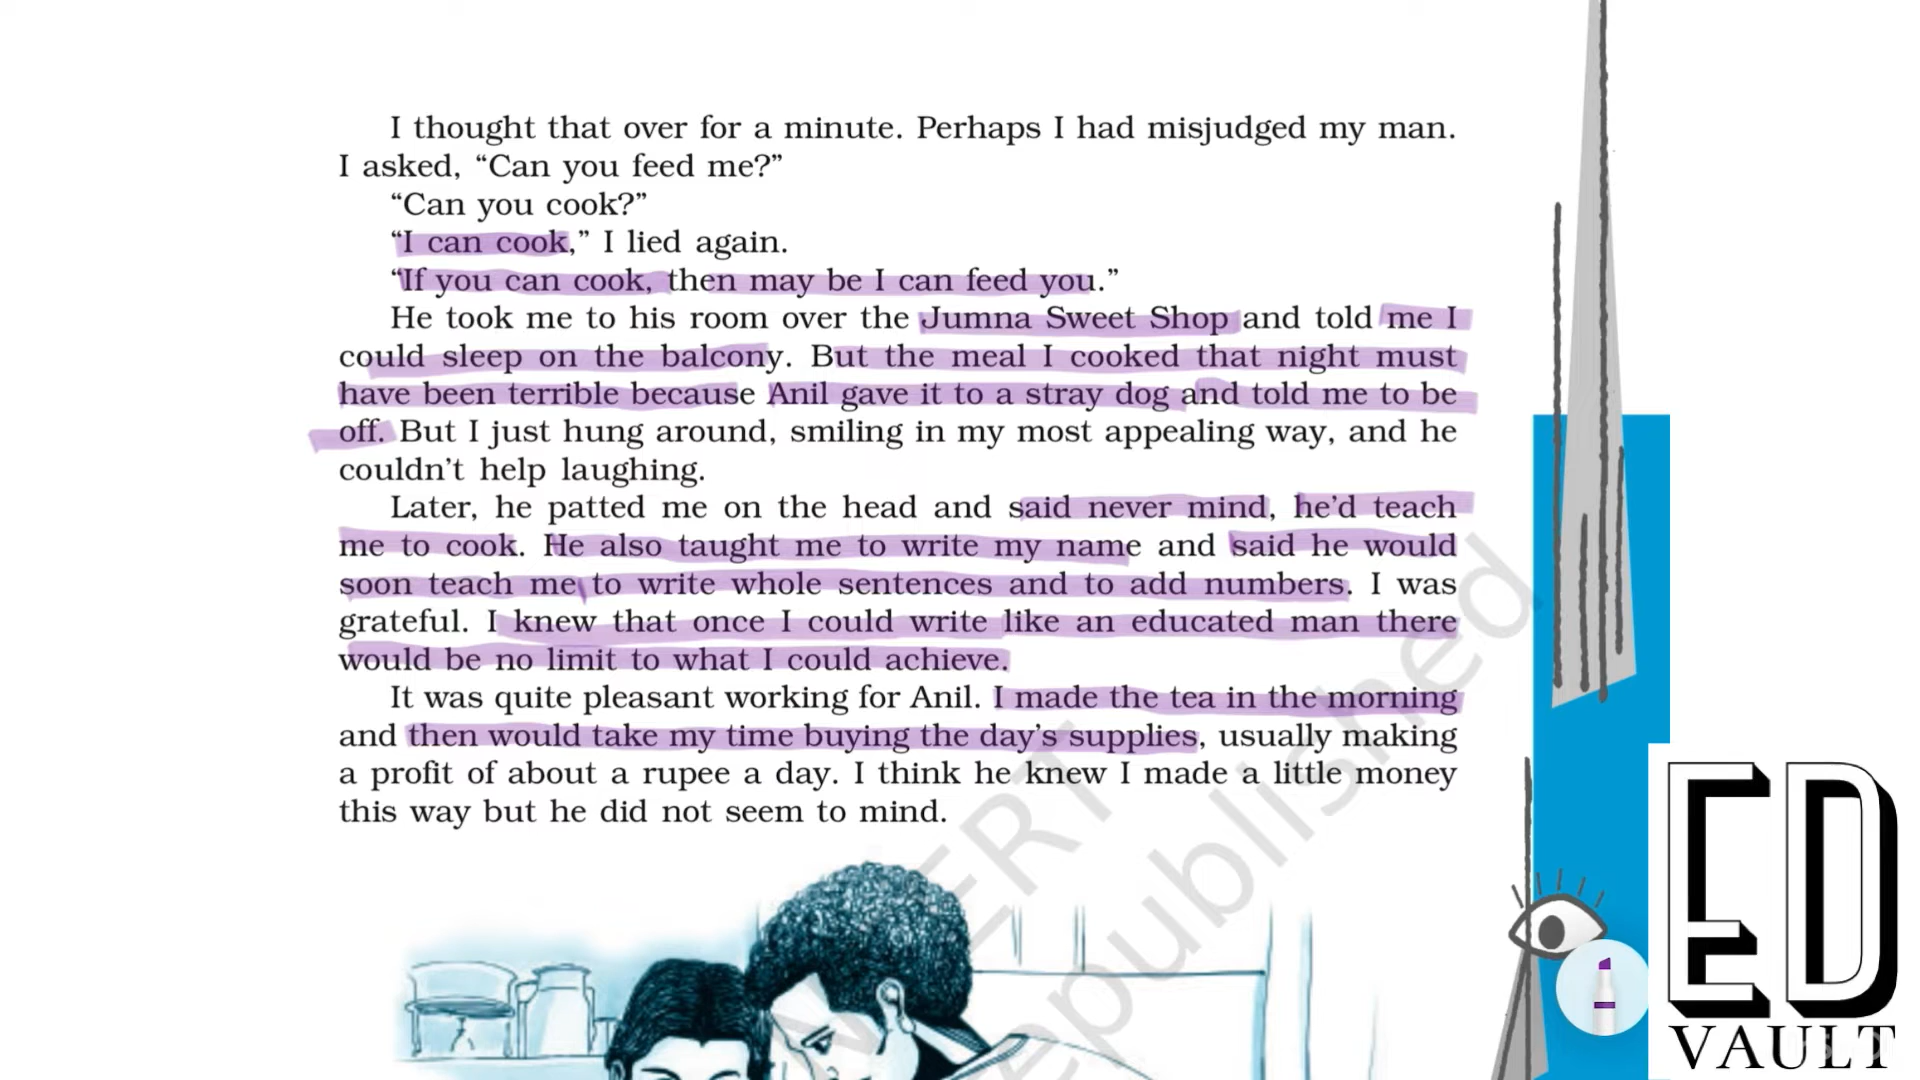 I thought that over for a minute. Perhaps I had misjudged my man.
I asked, “Can you feed me?”
“Can you cook?”
“I can cook,” I lied again.
“If you can cook, then may be I can feed you.”
He took me to his room over the Jumna Sweet Shop and told me I
could sleep on the balcony. But the meal I cooked that night must
have been terrible because Anil gave it to a stray dog and told me to be
off. But I just hung around, smiling in my most appealing way, and he
couldn’t help laughing.
Later, he patted me on the head and said never mind, he’d teach
me to cook. He also taught me to write my name and said he would
soon teach me to write whole sentences and to add numbers. I was
grateful. I knew that once I could write like an educated man there
would be no limit to what I could achieve.
It was quite pleasant working for Anil. I made the tea in the morning
and then would take my time buying the day’s supplies, usually making
a profit of about a rupee a day. I think he knew I made a little money
this way but he did not seem to mind.
NCERT
republished
ED
VAULT